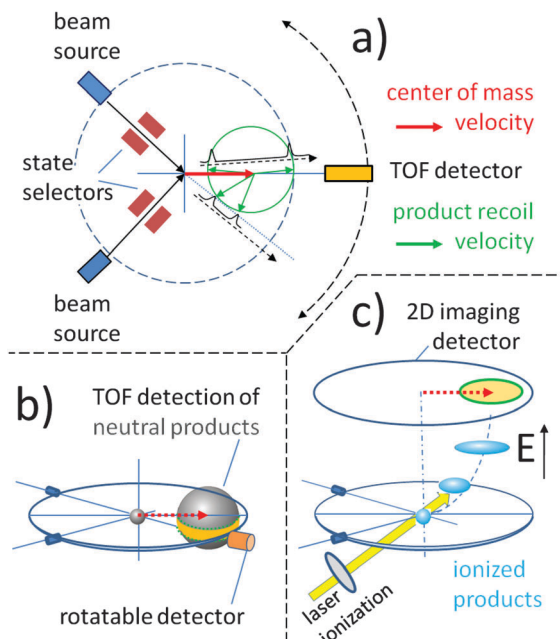 beam
source
a)
center of mass
velocity
state
selectors
TOF detector
product recoil
velocity
beam
source
c)
2D imaging
detector
b)
TOF detection of
neutral products
E
rotatable detector
laser
ionization
ionized
products